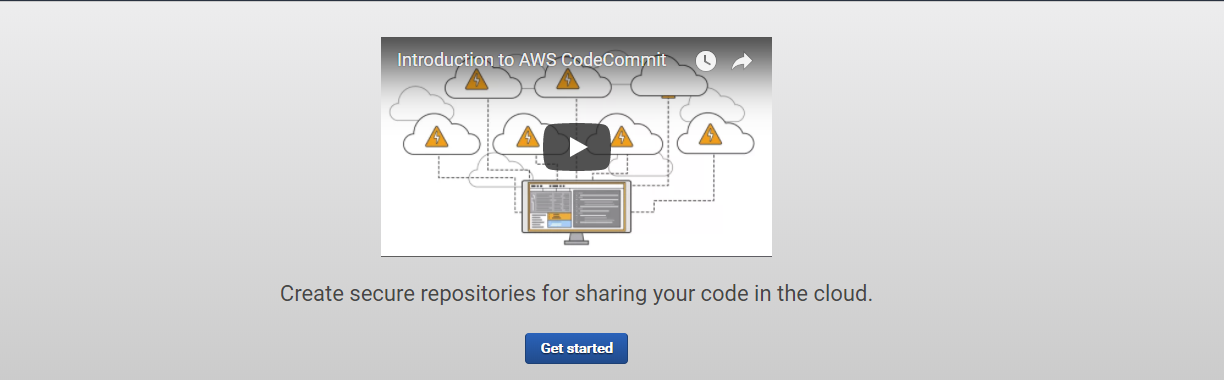 Introduction to AWS CodeCommit
Create secure repositories for sharing your code in the cloud.
Get started